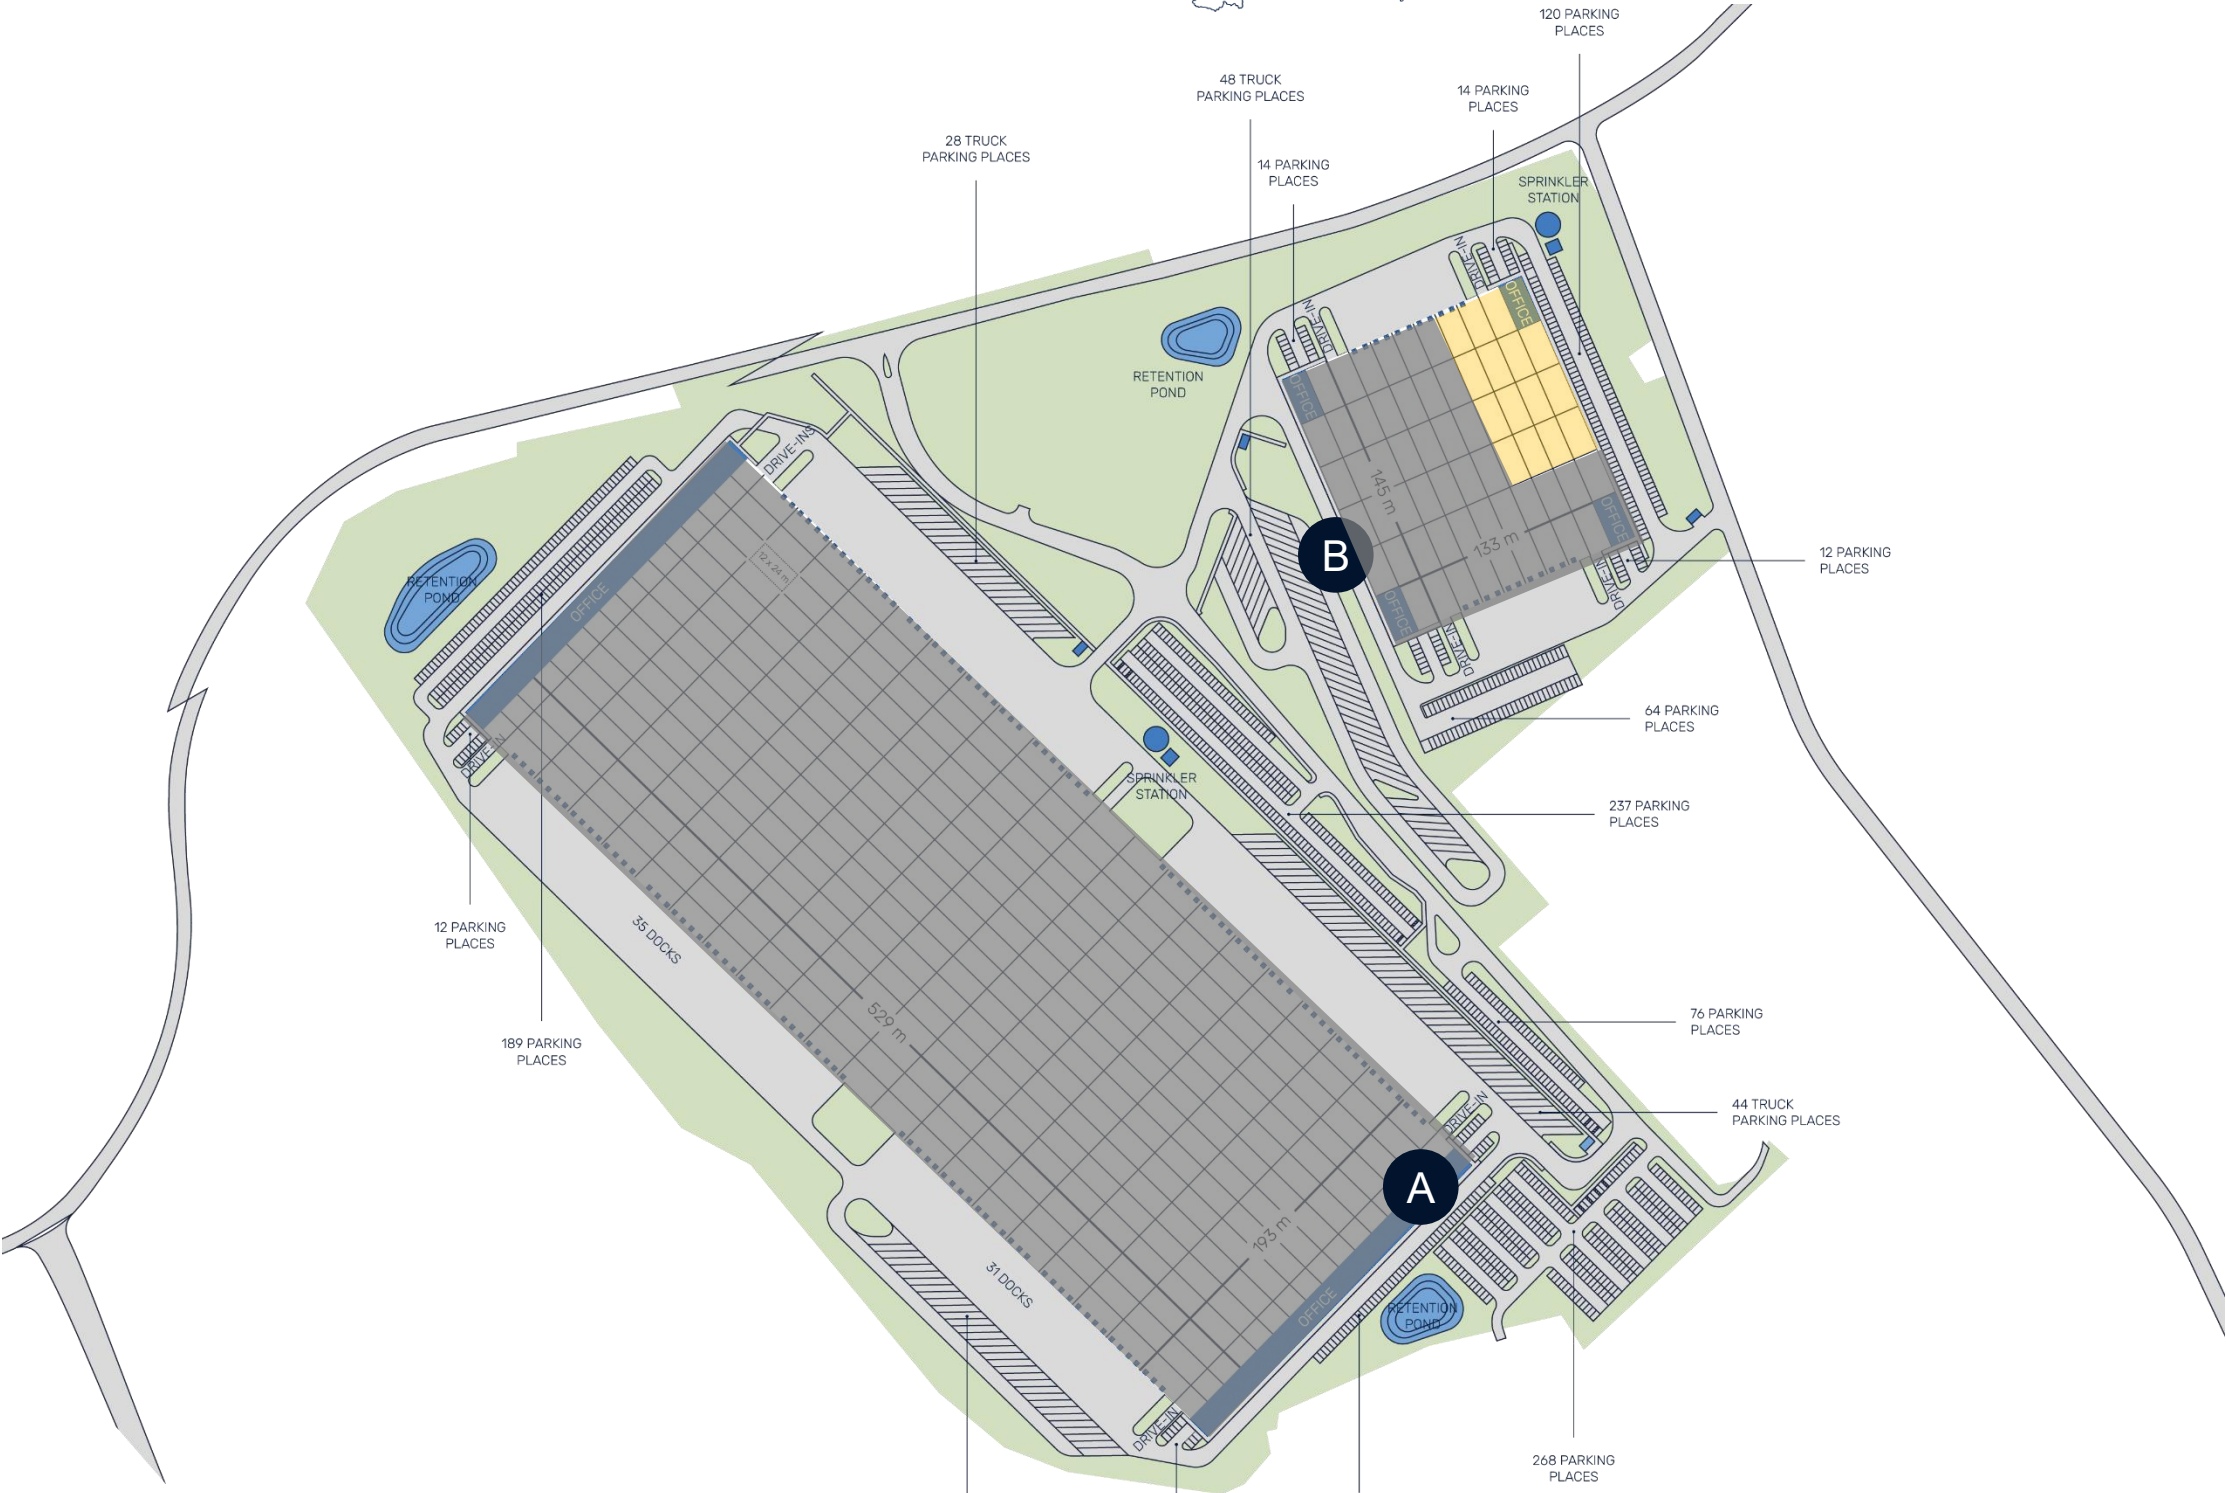 120 PARKING
PLACES
48 TRUCK
PARKING PLACES
14 PARKING
PLACES
28 TRUCK
PARKING PLACES
14 PARKING
PLACES
SPRINKLER
STATION
DRIVE-IN
OFFICE
DRIVE-IN
RETENTION
POND
OFFICE
DRIVE-INS
145 m
OFFICE
B
133 m
12 PARKING
PLACES
12 x 24 m
RETENTION
POND
OFFICE
DRIVE-IN
OFFICE
DRIVE-IN
64 PARKING
PLACES
DRIVE-IN
SPRINKLER
STATION
237 PARKING
PLACES
12 PARKING
PLACES
35 DOCKS
529 m
76 PARKING
PLACES
189 PARKING
PLACES
DRIVE-IN
44 TRUCK
PARKING PLACES
A
193 m
31 DOCKS
OFFICE
RETENTION
POND
DRIVE-IN
268 PARKING
PLACES